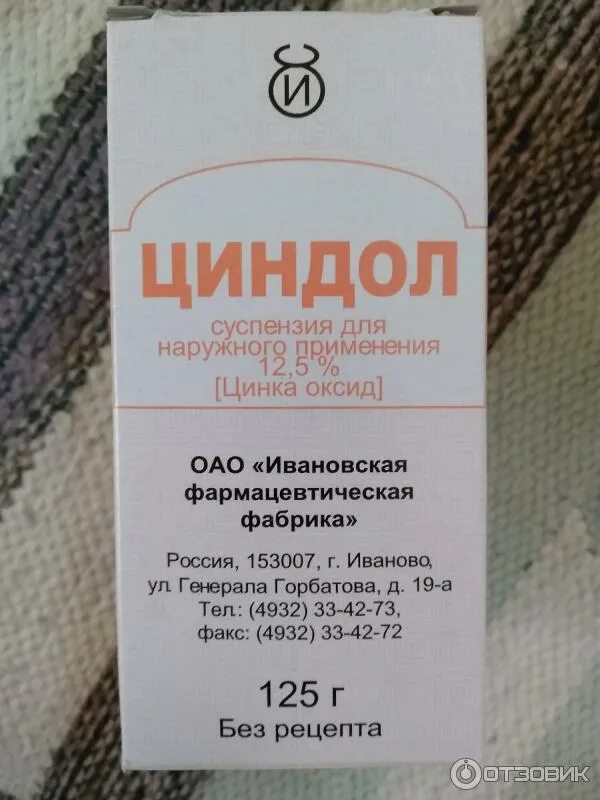 И
ЦИНДОЛ
суспензия для
наружного применения
12,5 %
[Цинка оксид]
ОАО «Ивановская
фармацевтическая
фабрика»
Россия, 153007, г. Иваново,
ул. Генерала Горбатова, д. 19-а
Тел.: (4932) 33-42-73,
факс: (4932) 33-42-72
125 г
Без рецепта
ОТЗОВИК